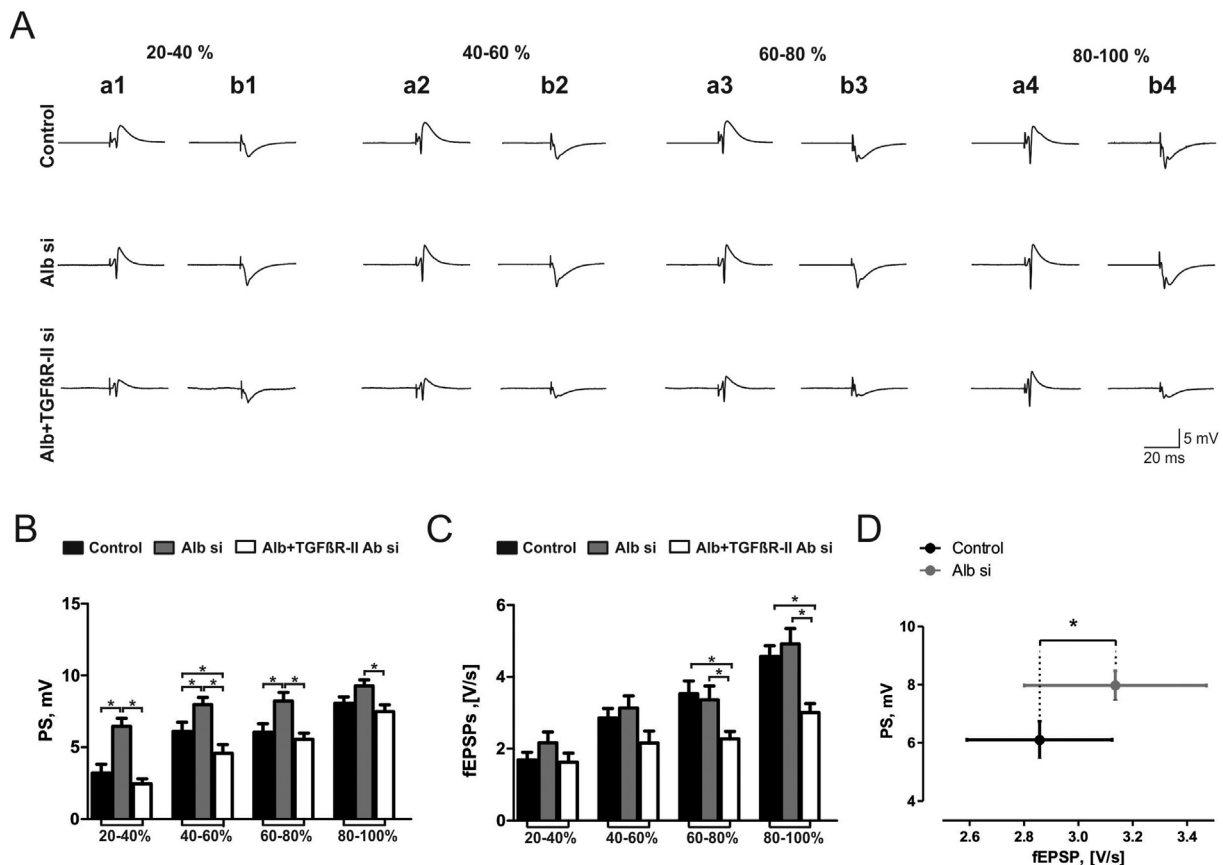 A
20-40 %
40-60 %
60-80 %
80-100 %
a1
b1
a2
b2
a3
b3
a4
b4
Control
Alb si
Alb+TGFßR-II si
5 mV
20 ms
B
Control
Alb si
Alb+TGFßR-II Ab si
PS, mV
15
10
5
0
* *
*
* *
* *
*
20-40%
40-60%
60-80%
80-100%
C
Control
Alb si
Alb+TGFßR-II Ab si
fEPSPs ,[V/s]
6
4
2
0
*
*
*
*
20-40%
40-60%
60-80%
80-100%
D
Control
Alb si
PS, mV
10
8
6
4
*
2.6
2.8
3.0
3.2
3.4
fEPSP, [V/s]